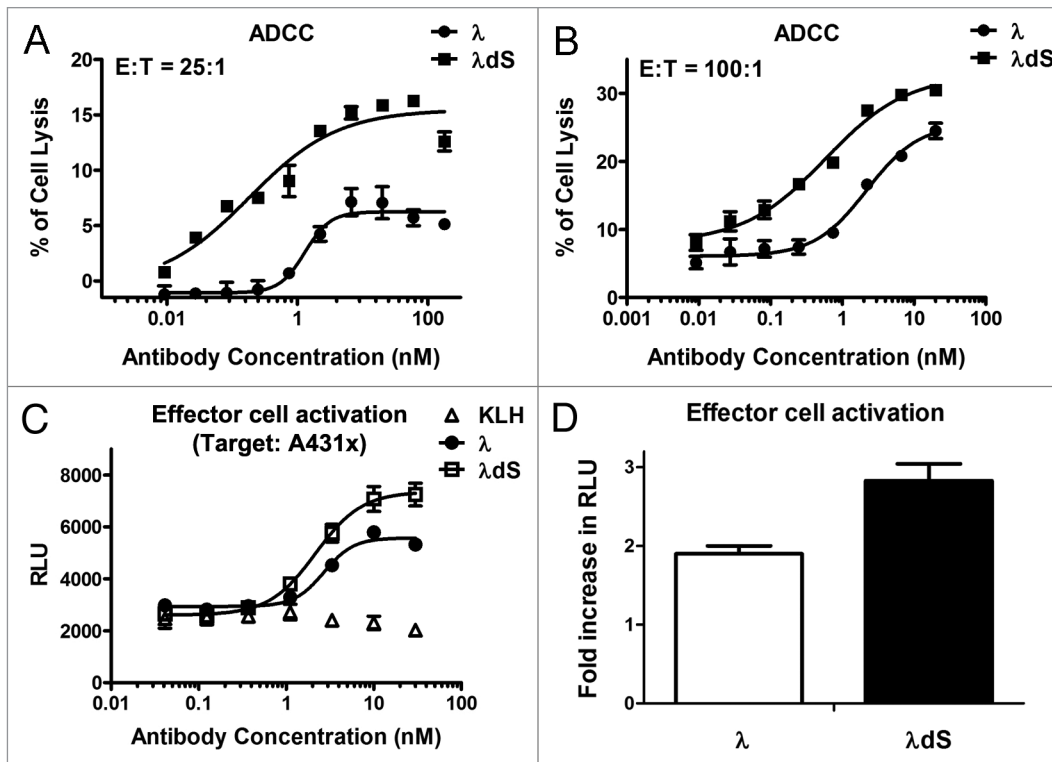 A
ADCC
λ
λdS
E:T = 25:1
20
15
10
5
0
% of Cell Lysis
0.01
1
100
Antibody Concentration (nM)
B
ADCC
λ
λdS
E:T = 100:1
30
20
10
0
% of Cell Lysis
0.001
0.01
0.1
1
10
100
Antibody Concentration (nM)
C
Effector cell activation
(Target: A431x)
KLH
λ
λdS
8000
6000
4000
2000
0
RLU
0.01
0.1
1
10
100
Antibody Concentration (nM)
D
Effector cell activation
3
2
1
0
Fold increase in RLU
λ
λdS